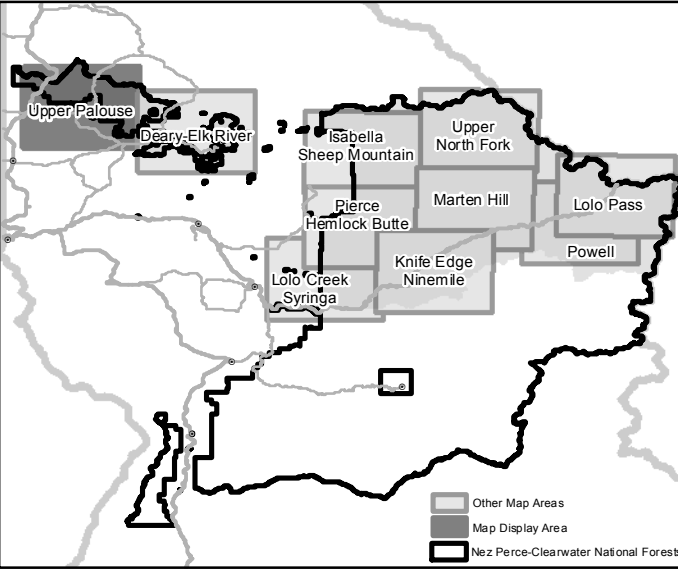 Upper Palouse
Deary-Elk River
Isabella
Sheep Mountain
Upper
North Fork
Pierce
Hemlock Butte
Marten Hill
Lolo Pass
Powell
Knife Edge
Ninemile
Lolo Creek
Syringa
Other Map Areas
Map Display Area
Nez Perce-Clearwater National Forests